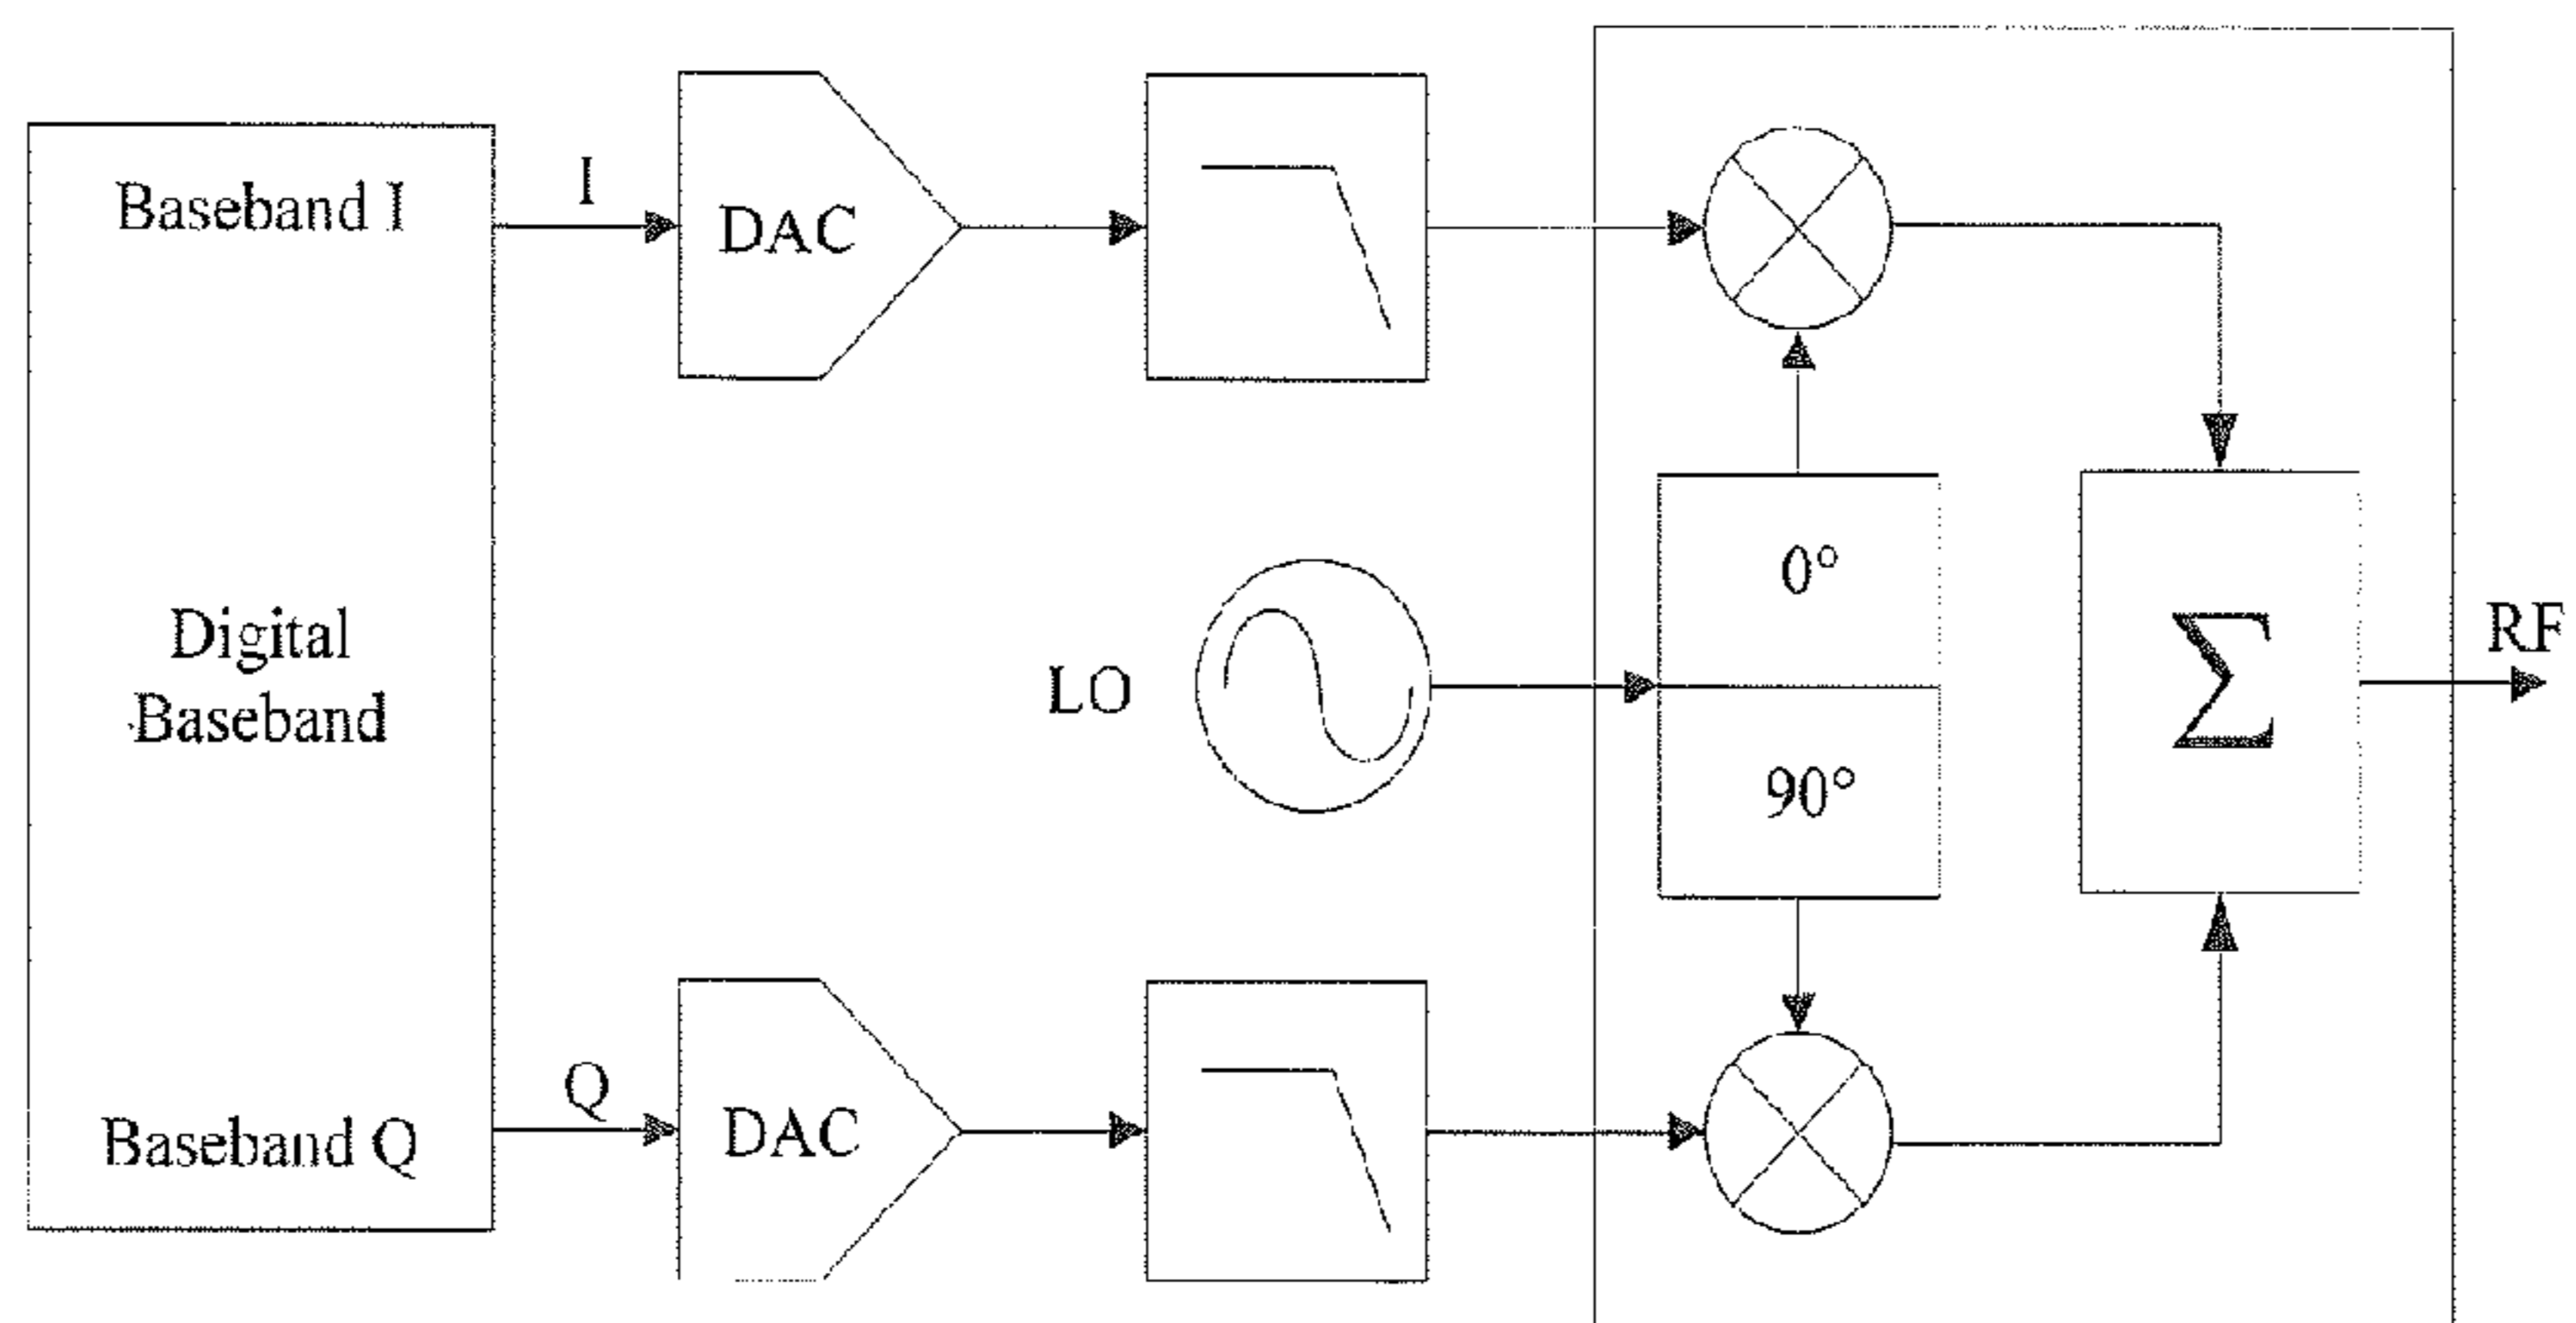 Baseband I
I
DAC
0°
LO
Digital
Baseband
90°
Σ
RF
Baseband Q
Q
DAC